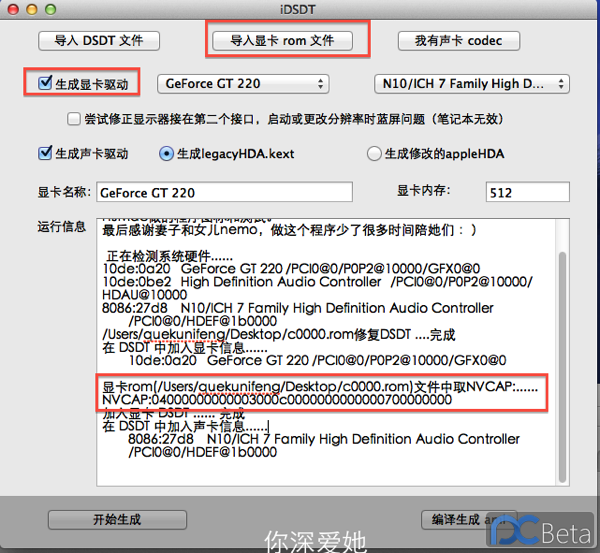 iDSDT
导入 DSDT 文件
导入显卡 rom 文件
我有声卡 codec
生成显卡驱动
GeForce GT 220
N10/ICH 7 Family High D...
尝试修正显示器接在第二个接口，启动或更改分辨率时蓝屏问题（笔记本无效）
生成声卡驱动
生成legacyHDA.kext
生成修改的appleHDA
显卡名称:
GeForce GT 220
显卡内存:
512
运行信息
最后感谢妻子和女儿nemo，做这个程序少了很多时间陪她们：）
正在检测系统硬件......
10de:0a20 GeForce GT 220 /PCI0@0/P0P2@10000/GFX0@0
10de:0be2 High Definition Audio Controller /PCI0@0/P0P2@10000/
HDAU@10000
8086:27d8 N10/ICH 7 Family High Definition Audio Controller
/PCI0@0/HDEF@1b0000
/Users/quekunifeng/Desktop/c0000.rom修复DSDT ....完成
在 DSDT 中加入显卡信息......
10de:0a20 GeForce GT 220 /PCI0@0/P0P2@10000/GFX0@0
显卡rom(/Users/quekunifeng/Desktop/c0000.rom)文件中取NVCAP:......
加入显卡 DSDT ...... 完成
在 DSDT 中加入声卡信息......
8086:27d8 N10/ICH 7 Family High Definition Audio Controller
/PCI0@0/HDEF@1b0000
开始生成
编译生成
你深爱她
PCBeta